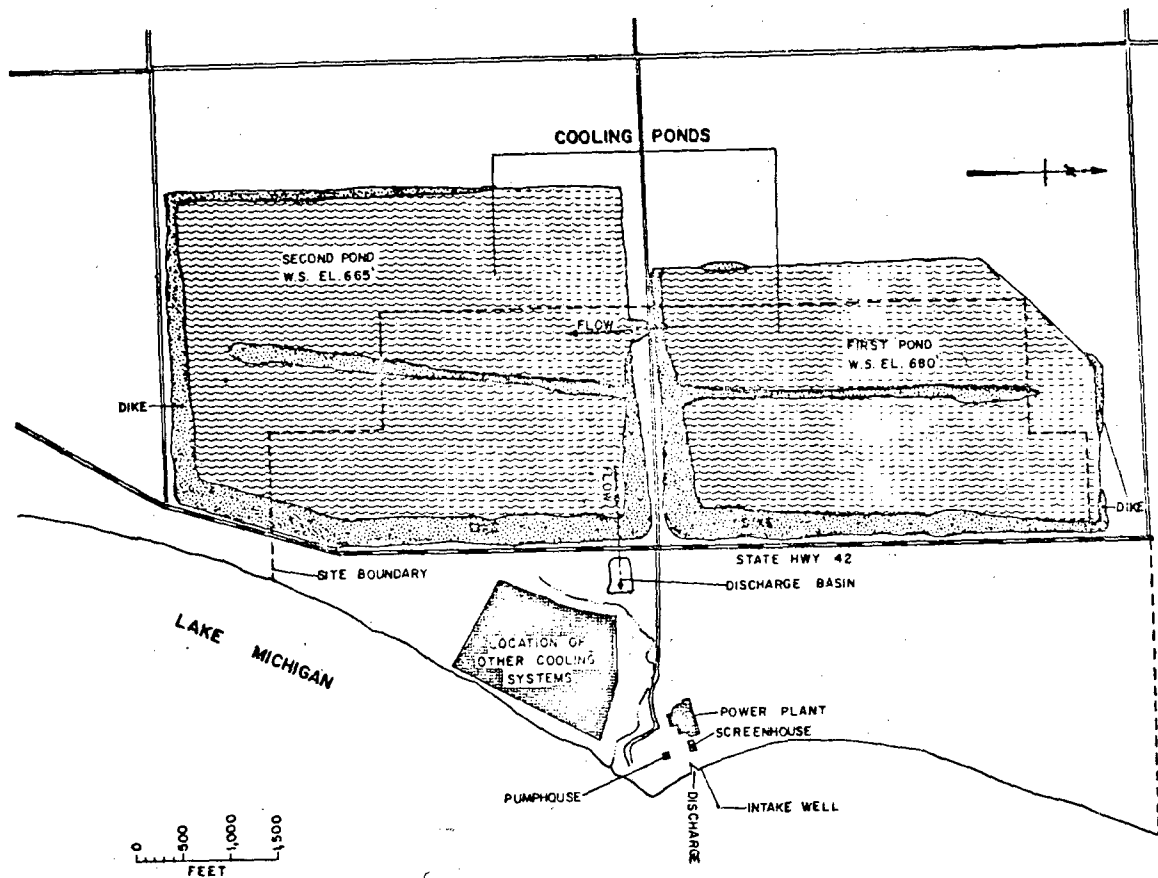 COOLING PONDS
N
SECOND POND
W.S. EL. 665'
FLOW
FIRST POND
W.S. EL. 680'
DIKE
FLOW
DIKE
DIKE
STATE HWY 42
SITE BOUNDARY
DISCHARGE BASIN
LAKE MICHIGAN
LOCATION OF
OTHER COOLING
SYSTEMS
POWER PLANT
SCREENHOUSE
PUMPHOUSE
INTAKE WELL
DISCHARGE
0 500 1,000 1,500
FEET